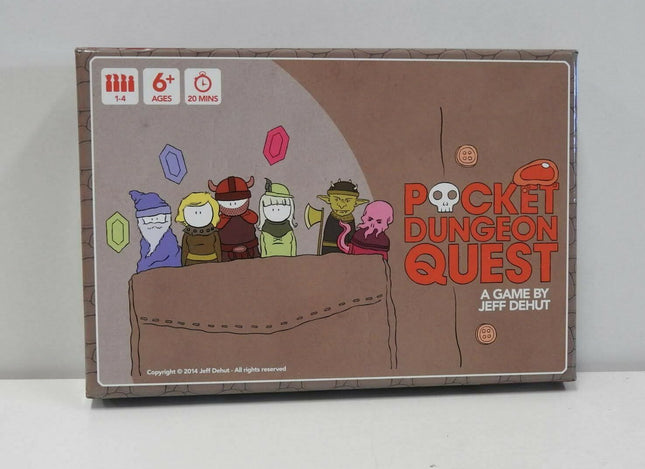 1-4
6+
AGES
20 MINS
POCKET
DUNGEON
QUEST
A GAME BY
JEFF DEHUT
Copyright © 2014 Jeff Dehut - All rights reserved